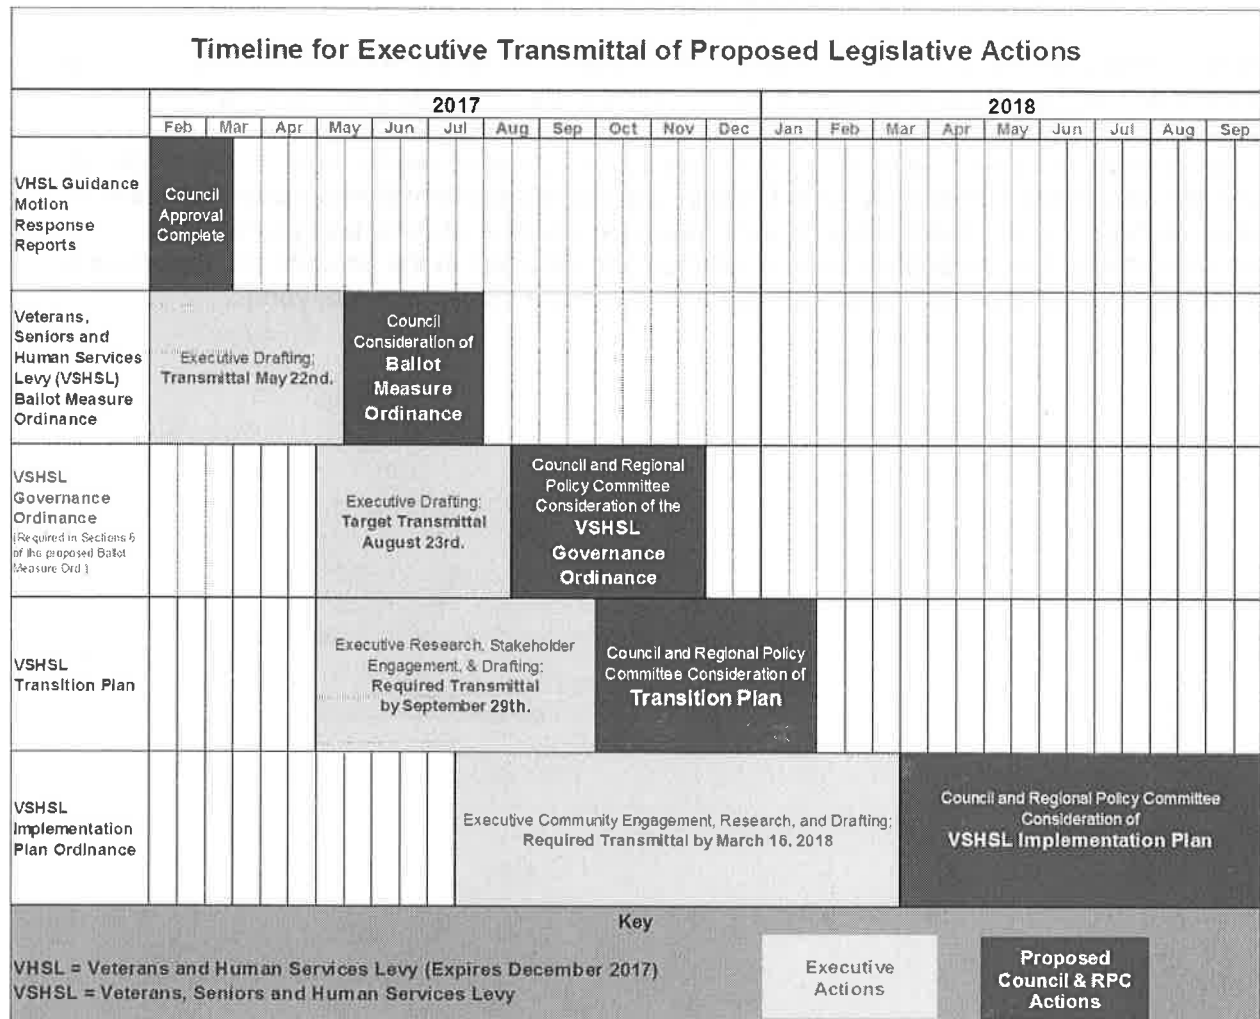 Timeline for Executive Transmittal of Proposed Legislative Actions
2017
2018
Feb Mar Apr May Jun Jul Aug Sep Oct Nov Dec Jan Feb Mar Apr May Jun Jul Aug Sep
VHSL Guidance
Motion
Response
Reports
Council
Approval
Complete
Veterans,
Seniors and
Human Services
Levy (VSHSL)
Ballot Measure
Ordinance
Executive Drafting:
Transmittal May 22nd.
Council
Consideration of
Ballot
Measure
Ordinance
VSHSL
Governance
Ordinance
(Required in Sections 6
of the proposed Ballot
Measure Ord.)
Executive Drafting:
Target Transmittal
August 23rd.
Council and Regional
Policy Committee
Consideration of the
VSHSL
Governance
Ordinance
VSHSL
Transition Plan
Executive Research, Stakeholder
Engagement, & Drafting:
Required Transmittal
by September 29th.
Council and Regional Policy
Committee Consideration of
Transition Plan
VSHSL
Implementation
Plan Ordinance
Executive Community Engagement, Research, and Drafting:
Required Transmittal by March 16, 2018
Council and Regional Policy Committee
Consideration of
VSHSL Implementation Plan
Key
VHSL = Veterans and Human Services Levy (Expires December 2017)
VSHSL = Veterans, Seniors and Human Services Levy
Executive
Actions
Proposed
Council & RPC
Actions